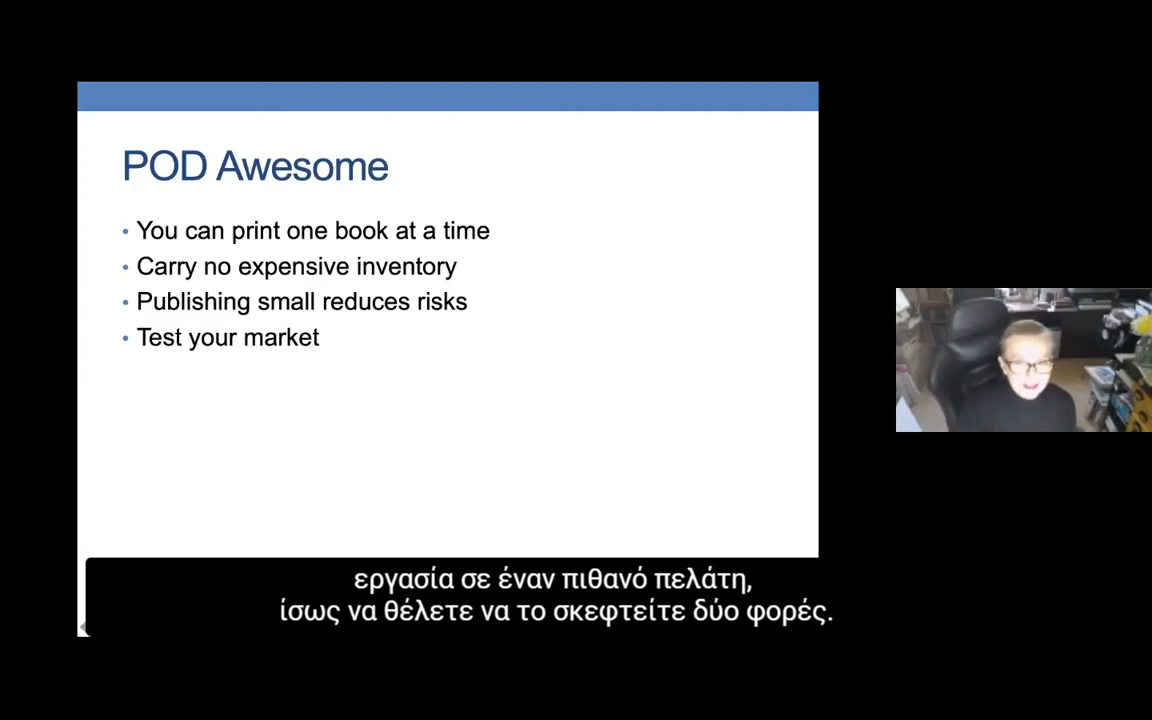 POD Awesome
• You can print one book at a time
• Carry no expensive inventory
• Publishing small reduces risks
• Test your market
εργασία σε έναν πιθανό πελάτη,
ίσως να θέλετε να το σκεφτείτε δύο φορές.